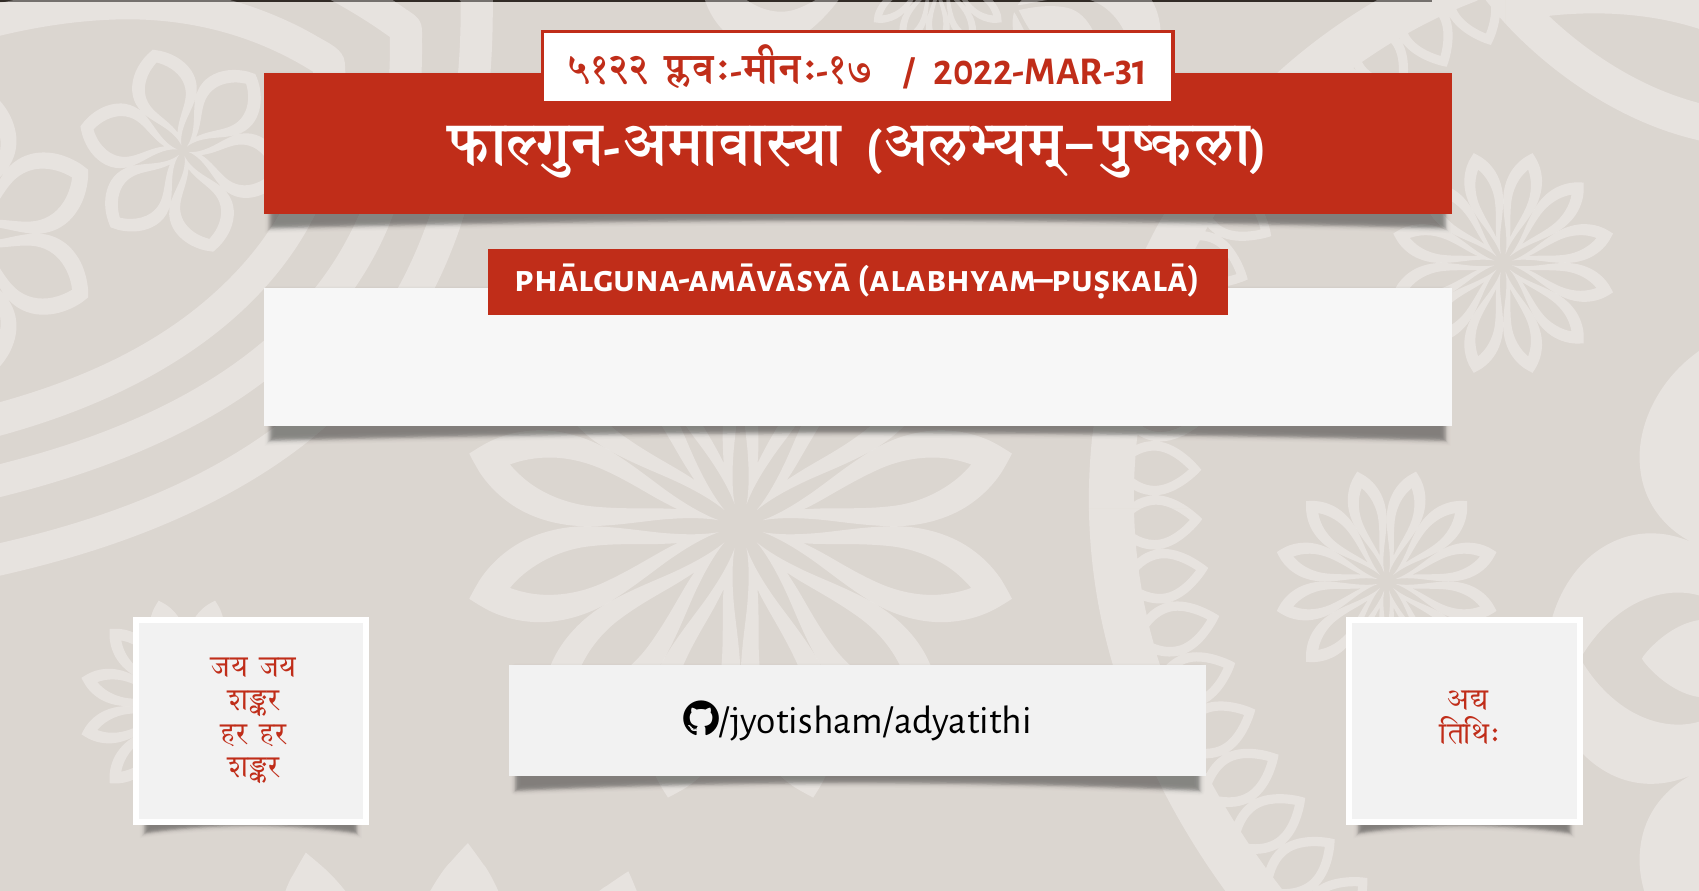 ५१२२ प्लवः-मीनः-१७ / 2022-MAR-31
फाल्गुन-अमावास्या (अलभ्यम्–पुष्कला)
PHĀLGUNA-AMĀVĀSYĀ (ALABHYAM–PUṢKALĀ)
जय जय
शङ्कर
हर हर
शङ्कर
/jyotisham/adyatithi
अद्य
तिथिः